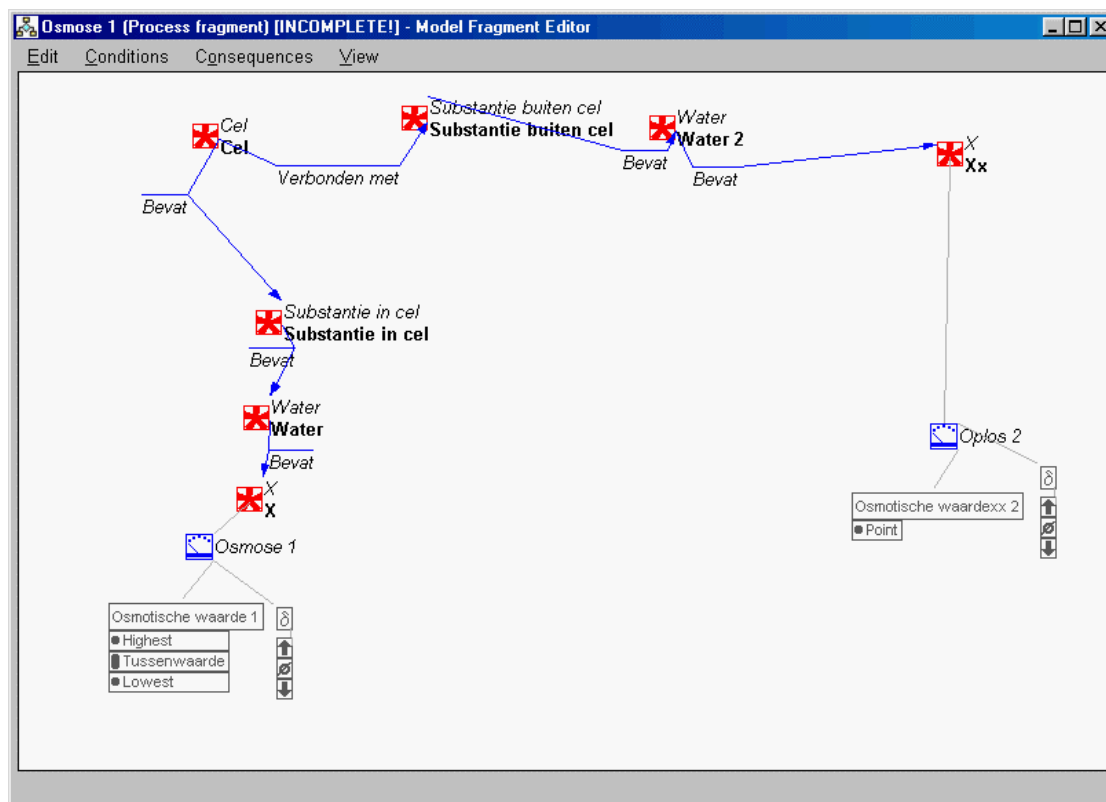 Osmose 1 (Process fragment) [INCOMPLETE!] - Model Fragment Editor
Edit Conditions Consequences View
Cel
Cel
Substantie buiten cel
Substantie buiten cel
Water
Water 2
X
Xx
Verbonden met
Bevat
Bevat
Bevat
Substantie in cel
Substantie in cel
Bevat
Water
Water
Bevat
X
X
Osmose 1
Osmotische waarde 1
δ
Highest
Tussenwaarde
Lowest
Oplos 2
δ
Osmotische waardexx 2
Point